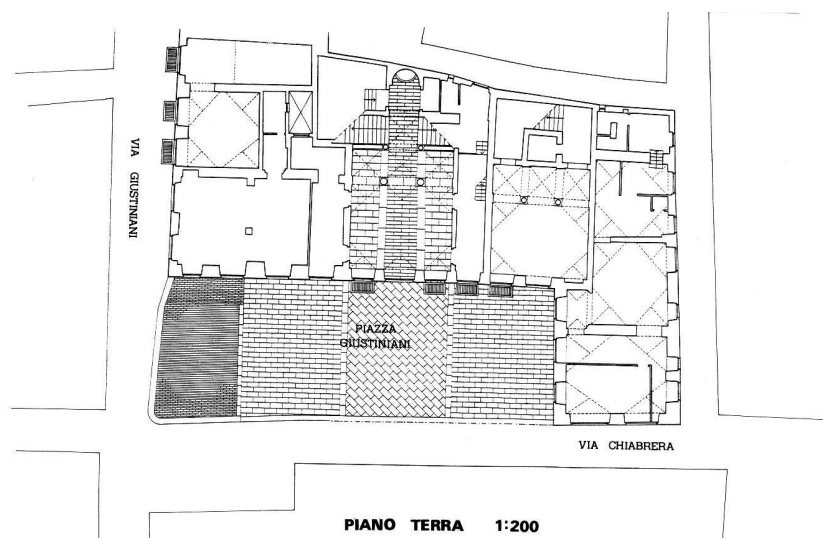 VIA GIUSTINIANI
PIAZZA
GIUSTINIANI
VIA CHIABRERA
PIANO TERRA 1:200